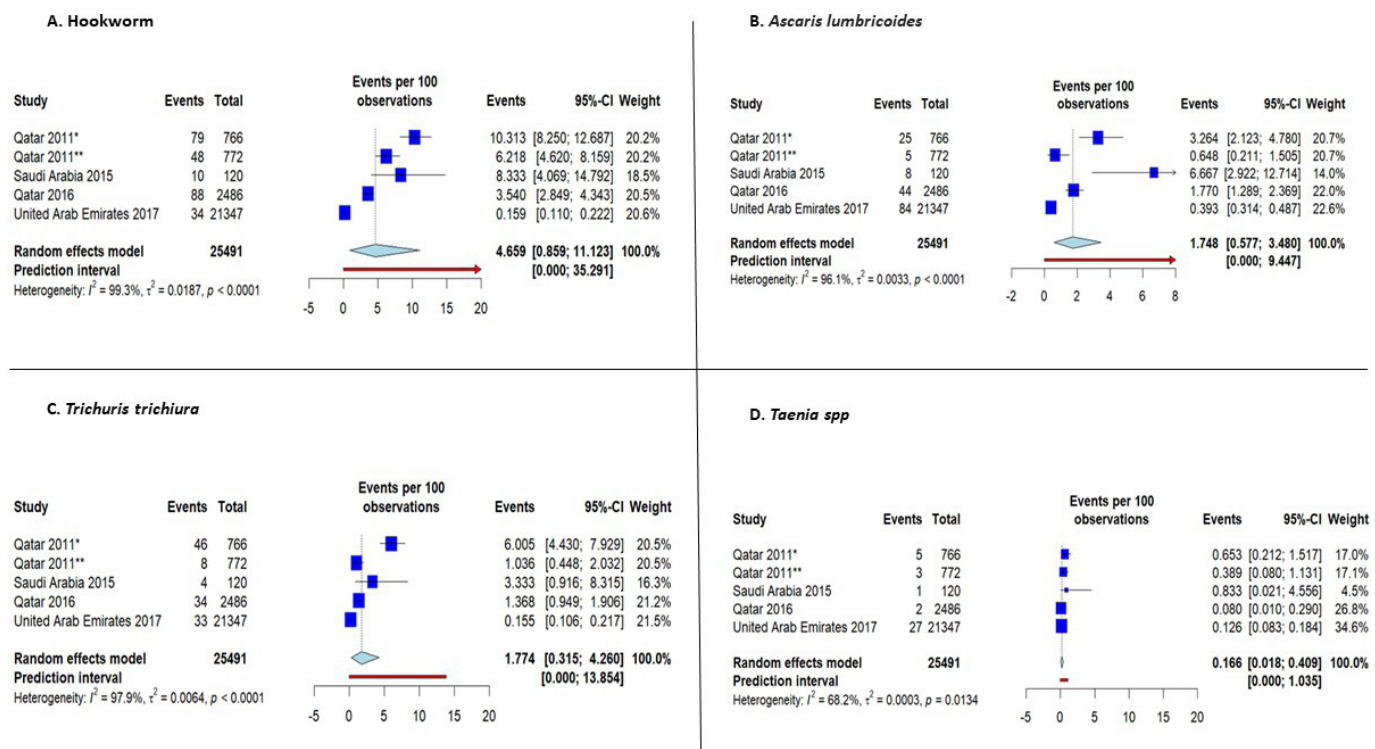 A. Hookworm
Events per 100
Study Events Total observations Events 95%-CI Weight
Qatar 2011* 79 766 10.313 [8.250; 12.687] 20.2%
Qatar 2011** 48 772 6.218 [4.620; 8.159] 20.2%
Saudi Arabia 2015 10 120 8.333 [4.069; 14.792] 18.5%
Qatar 2016 88 2486 3.540 [2.849; 4.343] 20.5%
United Arab Emirates 2017 34 21347 0.159 [0.110; 0.222] 20.6%
Random effects model 25491 4.659 [0.859; 11.123] 100.0%
Prediction interval [0.000; 35.291]
Heterogeneity: I² = 99.3%, τ² = 0.0187, p < 0.0001
-5 0 5 10 15 20
B. Ascaris lumbricoides
Events per 100
Study Events Total observations Events 95%-CI Weight
Qatar 2011* 25 766 3.264 [2.123; 4.780] 20.7%
Qatar 2011** 5 772 0.648 [0.211; 1.505] 20.7%
Saudi Arabia 2015 8 120 6.667 [2.922; 12.714] 14.0%
Qatar 2016 44 2486 1.770 [1.289; 2.369] 22.0%
United Arab Emirates 2017 84 21347 0.393 [0.314; 0.487] 22.6%
Random effects model 25491 1.748 [0.577; 3.480] 100.0%
Prediction interval [0.000; 9.447]
Heterogeneity: I² = 96.1%, τ² = 0.0033, p < 0.0001
-2 0 2 4 6 8
C. Trichuris trichiura
Events per 100
Study Events Total observations Events 95%-CI Weight
Qatar 2011* 46 766 6.005 [4.430; 7.929] 20.5%
Qatar 2011** 8 772 1.036 [0.448; 2.032] 20.5%
Saudi Arabia 2015 4 120 3.333 [0.916; 8.315] 16.3%
Qatar 2016 34 2486 1.368 [0.949; 1.906] 21.2%
United Arab Emirates 2017 33 21347 0.155 [0.106; 0.217] 21.5%
Random effects model 25491 1.774 [0.315; 4.260] 100.0%
Prediction interval [0.000; 13.854]
Heterogeneity: I² = 97.9%, τ² = 0.0064, p < 0.0001
-5 0 5 10 15 20
D. Taenia spp
Events per 100
Study Events Total observations Events 95%-CI Weight
Qatar 2011* 5 766 0.653 [0.212; 1.517] 17.0%
Qatar 2011** 3 772 0.389 [0.080; 1.131] 17.1%
Saudi Arabia 2015 1 120 0.833 [0.021; 4.556] 4.5%
Qatar 2016 2 2486 0.080 [0.010; 0.290] 26.8%
United Arab Emirates 2017 27 21347 0.126 [0.083; 0.184] 34.6%
Random effects model 25491 0.166 [0.018; 0.409] 100.0%
Prediction interval [0.000; 1.035]
Heterogeneity: I² = 68.2%, τ² = 0.0003, p = 0.0134
-5 0 5 10 15 20